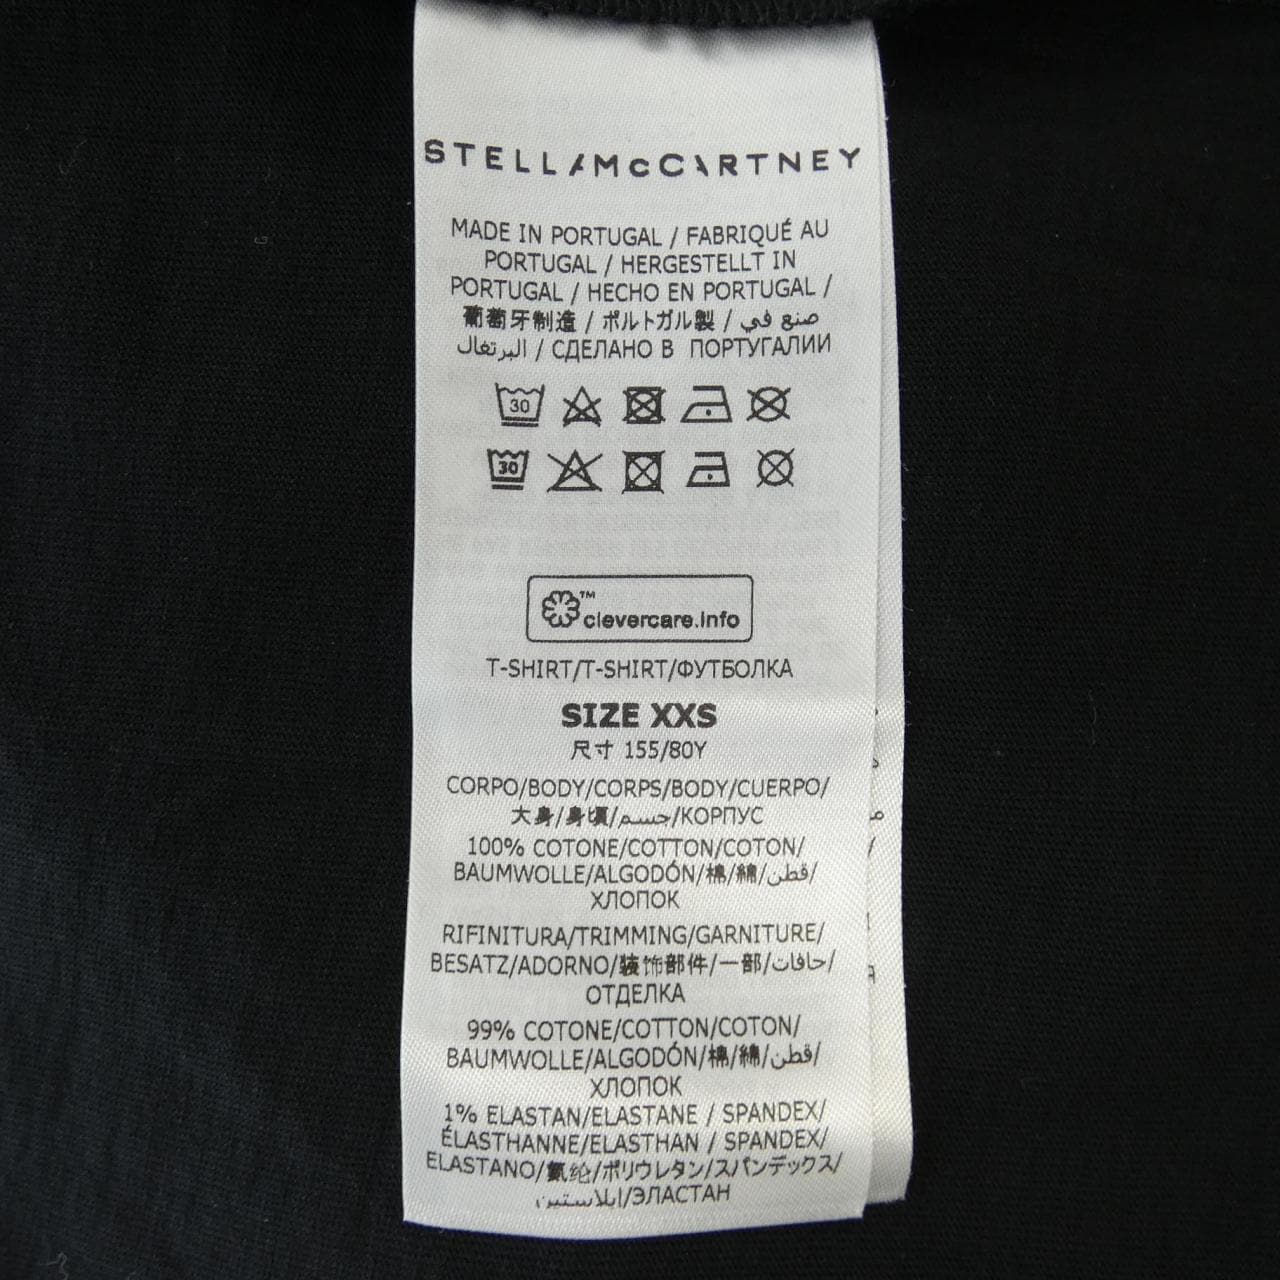 STELLAMcCARTNEY
MADE IN PORTUGAL / FABRIQUÉ AU
PORTUGAL / HERGESTELLT IN
PORTUGAL / HECHO EN PORTUGAL /
葡萄牙制造 / ポルトガル製 / صنع في
البرتغال / СДЕЛАНО В ПОРТУГАЛИИ
30
30
™
clevercare.info
T-SHIRT/T-SHIRT/ФУТБОЛКА
SIZE XXS
尺寸 155/80Y
CORPO/BODY/CORPS/BODY/CUERPO/
大身/身頃/جسم/КОРПУС
100% COTONE/COTTON/COTON/
BAUMWOLLE/ALGODÓN/棉/綿/قطن/
ХЛОПОК
RIFINITURA/TRIMMING/GARNITURE/
BESATZ/ADORNO/装饰部件/一部/حافات/
ОТДЕЛКА
99% COTONE/COTTON/COTON/
BAUMWOLLE/ALGODÓN/棉/綿/قطن/
ХЛОПОК
1% ELASTAN/ELASTANE / SPANDEX/
ÉLASTHANNE/ELASTHAN / SPANDEX/
ELASTANO/氨纶/ポリウレタン/スパンデックス/
إيلاستين/ЭЛАСТАН